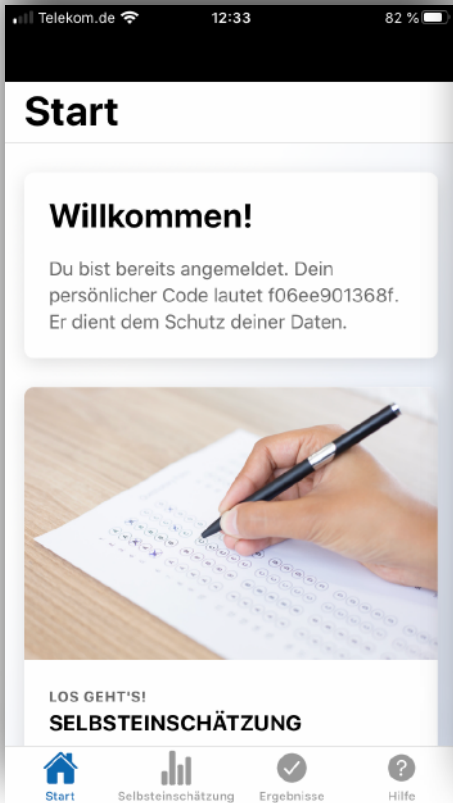 Telekom.de 12:33 82 %
Start
Willkommen!
Du bist bereits angemeldet. Dein
persönlicher Code lautet f06ee901368f.
Er dient dem Schutz deiner Daten.
LOS GEHT'S!
SELBSTEINSCHÄTZUNG
Start Selbsteinschätzung Ergebnisse Hilfe